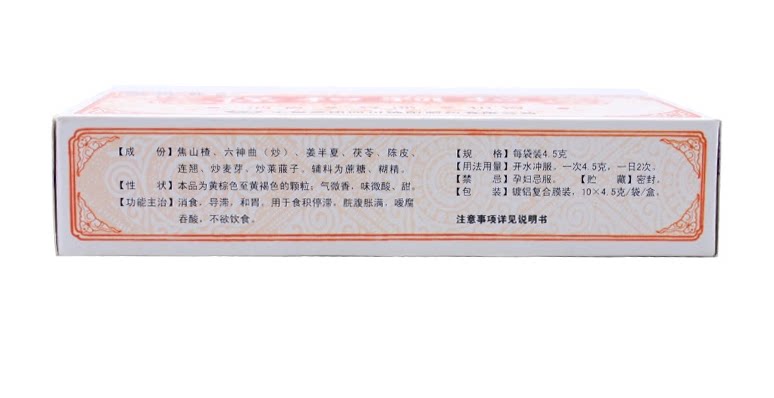 【成　份】焦山楂、六神曲（炒）、姜半夏、茯苓、陈皮、
连翘、炒麦芽、炒莱菔子、辅料为蔗糖、糊精。
【性　状】本品为黄棕色至黄褐色的颗粒；气微香，味微酸、甜。
【功能主治】消食，导滞，和胃。用于食积停滞，脘腹胀满，嗳腐
吞酸，不欲饮食。
【规　格】每袋装4.5克
【用法用量】开水冲服。一次4.5克，一日2次。
【禁　忌】孕妇忌服。　【贮　藏】密封。
【包　装】镀铝复合膜装，10×4.5克/袋/盒。
注意事项详见说明书